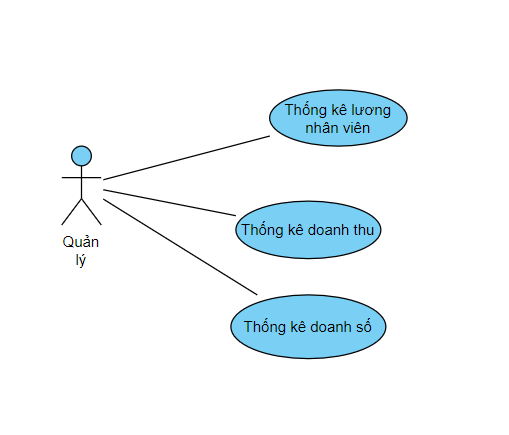 Thống kê lương
nhân viên
Quản
lý
Thống kê doanh thu
Thống kê doanh số